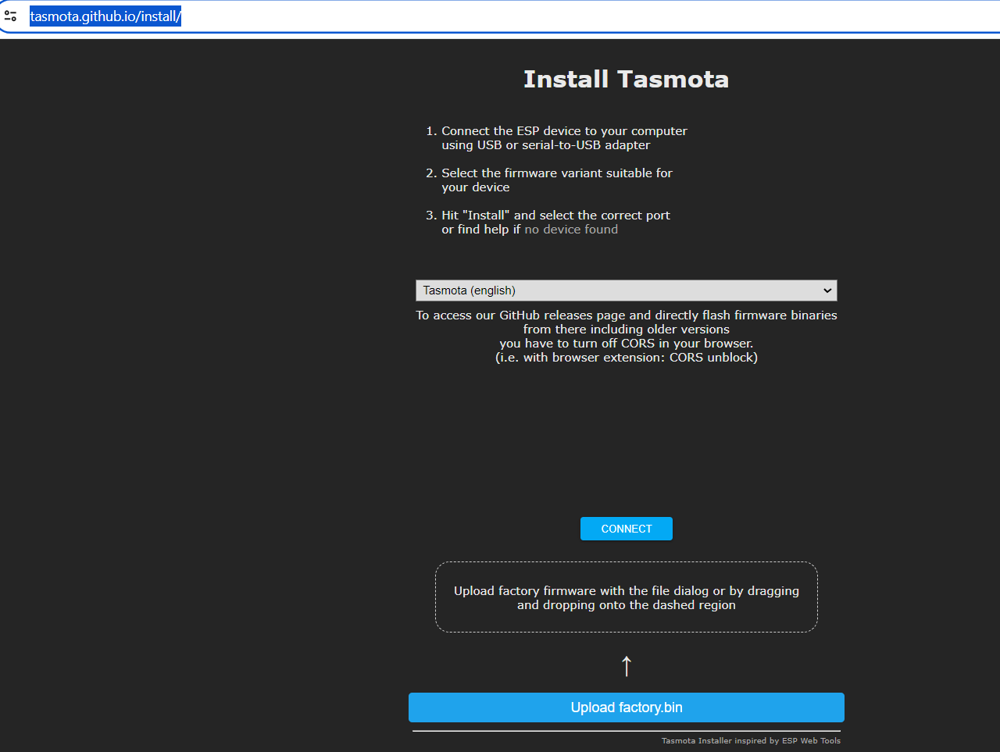 tasmota.github.io/install/
Install Tasmota
1. Connect the ESP device to your computer
using USB or serial-to-USB adapter
2. Select the firmware variant suitable for
your device
3. Hit "Install" and select the correct port
or find help if no device found
Tasmota (english)
To access our GitHub releases page and directly flash firmware binaries
from there including older versions
you have to turn off CORS in your browser.
(i.e. with browser extension: CORS unblock)
CONNECT
Upload factory firmware with the file dialog or by dragging
and dropping onto the dashed region
↑
Upload factory.bin
Tasmota Installer inspired by ESP Web Tools